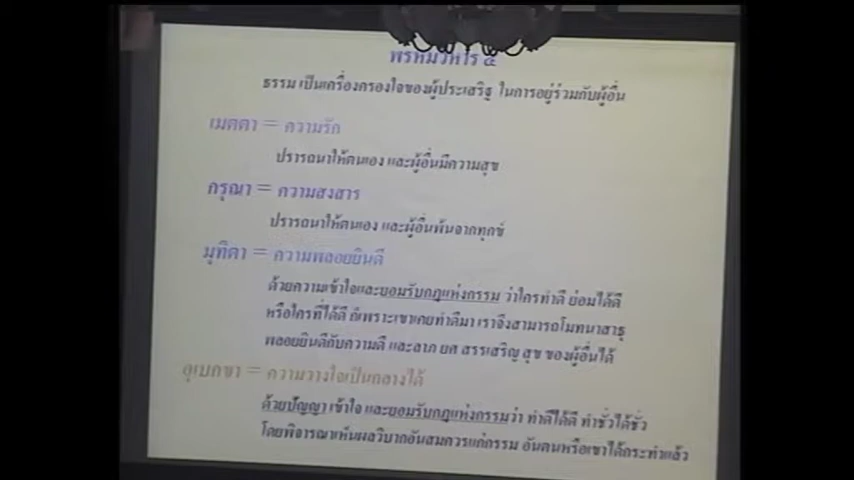 พรหมวิหาร ๔
ธรรม เป็นเครื่องครองใจของผู้ประเสริฐ ในการอยู่ร่วมกับผู้อื่น
เมตตา = ความรัก
ปรารถนาให้ตนเอง และผู้อื่นมีความสุข
กรุณา = ความสงสาร
ปรารถนาให้ตนเอง และผู้อื่นพ้นจากทุกข์
มุทิตา = ความพลอยยินดี
ด้วยความเข้าใจและยอมรับกฎแห่งกรรม ว่าใครทำดี ย่อมได้ดี
หรือใครที่ได้ดี ก็เพราะเขาเคยทำดีมา เราจึงสามารถโมทนาสาธุ
พลอยยินดีกับความดี และลาภ ยศ สรรเสริญ สุข ของผู้อื่นได้
อุเบกขา = ความวางใจเป็นกลางได้
ด้วยปัญญา เข้าใจ และยอมรับกฎแห่งกรรมว่า ทำดีได้ดี ทำชั่วได้ชั่ว
โดยพิจารณาเห็นผลวิบากอันสมควรแก่กรรม อันตนหรือเขาได้กระทำแล้ว